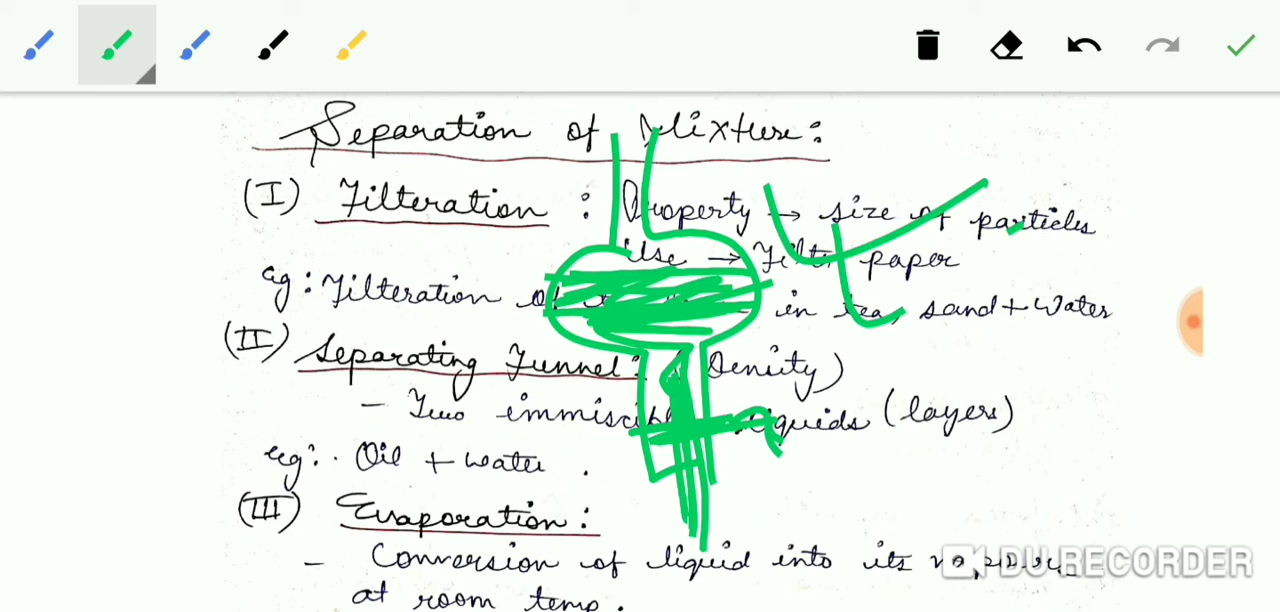 Separation of Mixture:
(I) Filteration : Property → size of particles
Use → Filter paper
eg: Filteration of in tea, sand + water
(II) Separating Funnel: (Density)
- Two immiscible liquids (layers)
eg: Oil + water .
(III) Evaporation:
- Conversion of liquid into its vapours
at room temp.
DU RECORDER